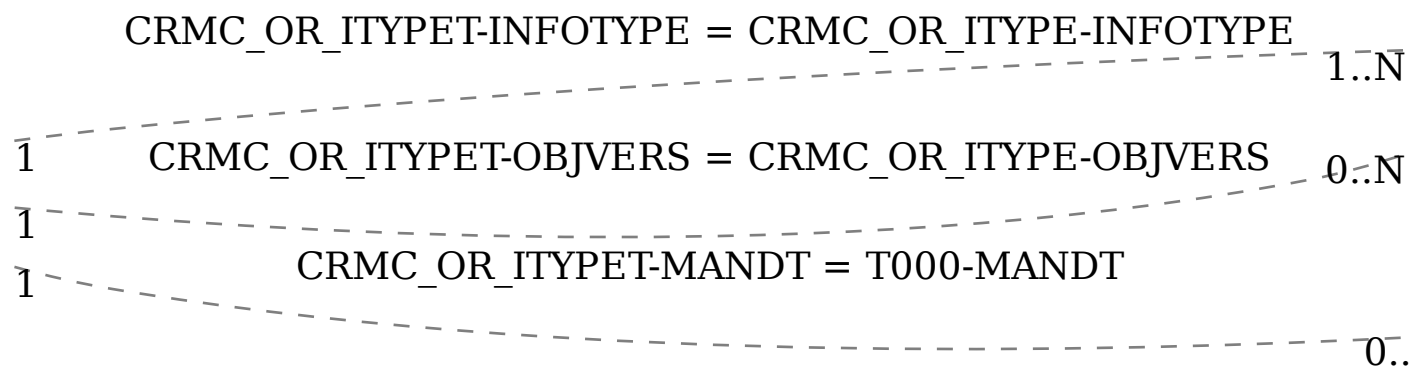 CRMC_OR_ITYPET-INFOTYPE = CRMC_OR_ITYPE-INFOTYPE
1..N
1
CRMC_OR_ITYPET-OBJVERS = CRMC_OR_ITYPE-OBJVERS
0..N
1
CRMC_OR_ITYPET-MANDT = T000-MANDT
1
0..